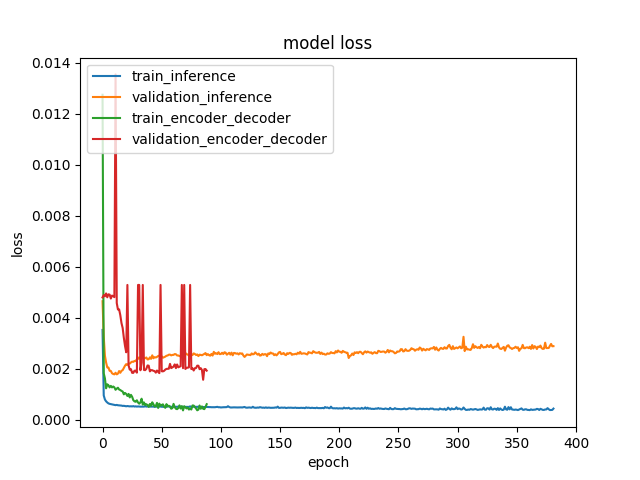 model loss
train_inference
validation_inference
train_encoder_decoder
validation_encoder_decoder
loss
0.014
0.012
0.010
0.008
0.006
0.004
0.002
0.000
0 50 100 150 200 250 300 350 400
epoch